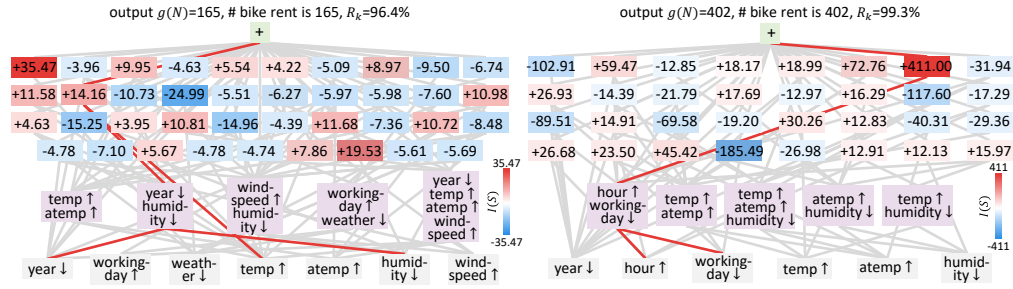 output g(N)=165, # bike rent is 165, R_k=96.4%
+
+35.47 -3.96 +9.95 -4.63 +5.54 +4.22 -5.09 +8.97 -9.50 -6.74
+11.58 +14.16 -10.73 -24.99 -5.51 -6.27 -5.97 -5.98 -7.60 +10.98
+4.63 -15.25 +3.95 +10.81 -14.96 -4.39 +11.68 -7.36 +10.72 -8.48
-4.78 -7.10 +5.67 -4.78 -4.74 +7.86 +19.53 -5.61 -5.69
35.47
I(S)
-35.47
temp ↑
atemp ↑
year ↓
humid-
ity ↓
wind-
speed ↑
humid-
ity ↓
working-
day ↑
weather ↓
year ↓
temp ↑
atemp ↑
wind-
speed ↑
year ↓
working-
day ↑
weath-
er ↓
temp ↑
atemp ↑
humid-
ity ↓
wind-
speed ↑
output g(N)=402, # bike rent is 402, R_k=99.3%
+
-102.91 +59.47 -12.85 +18.17 +18.99 +72.76 +411.00 -31.94
+26.93 -14.39 -21.79 +17.69 -12.97 +16.29 -117.60 -17.29
-89.51 +14.91 -69.58 -19.20 +30.26 +12.83 -40.31 -29.36
+26.68 +23.50 +45.42 -185.49 -26.98 +12.91 +12.13 +15.97
411
I(S)
-411
hour ↑
working-
day ↓
temp ↑
atemp ↑
temp ↑
atemp ↑
humidity ↓
atemp ↑
humidity ↓
temp ↑
humidity ↓
year ↓
hour ↑
working-
day ↓
temp ↑
atemp ↑
humid-
ity ↓